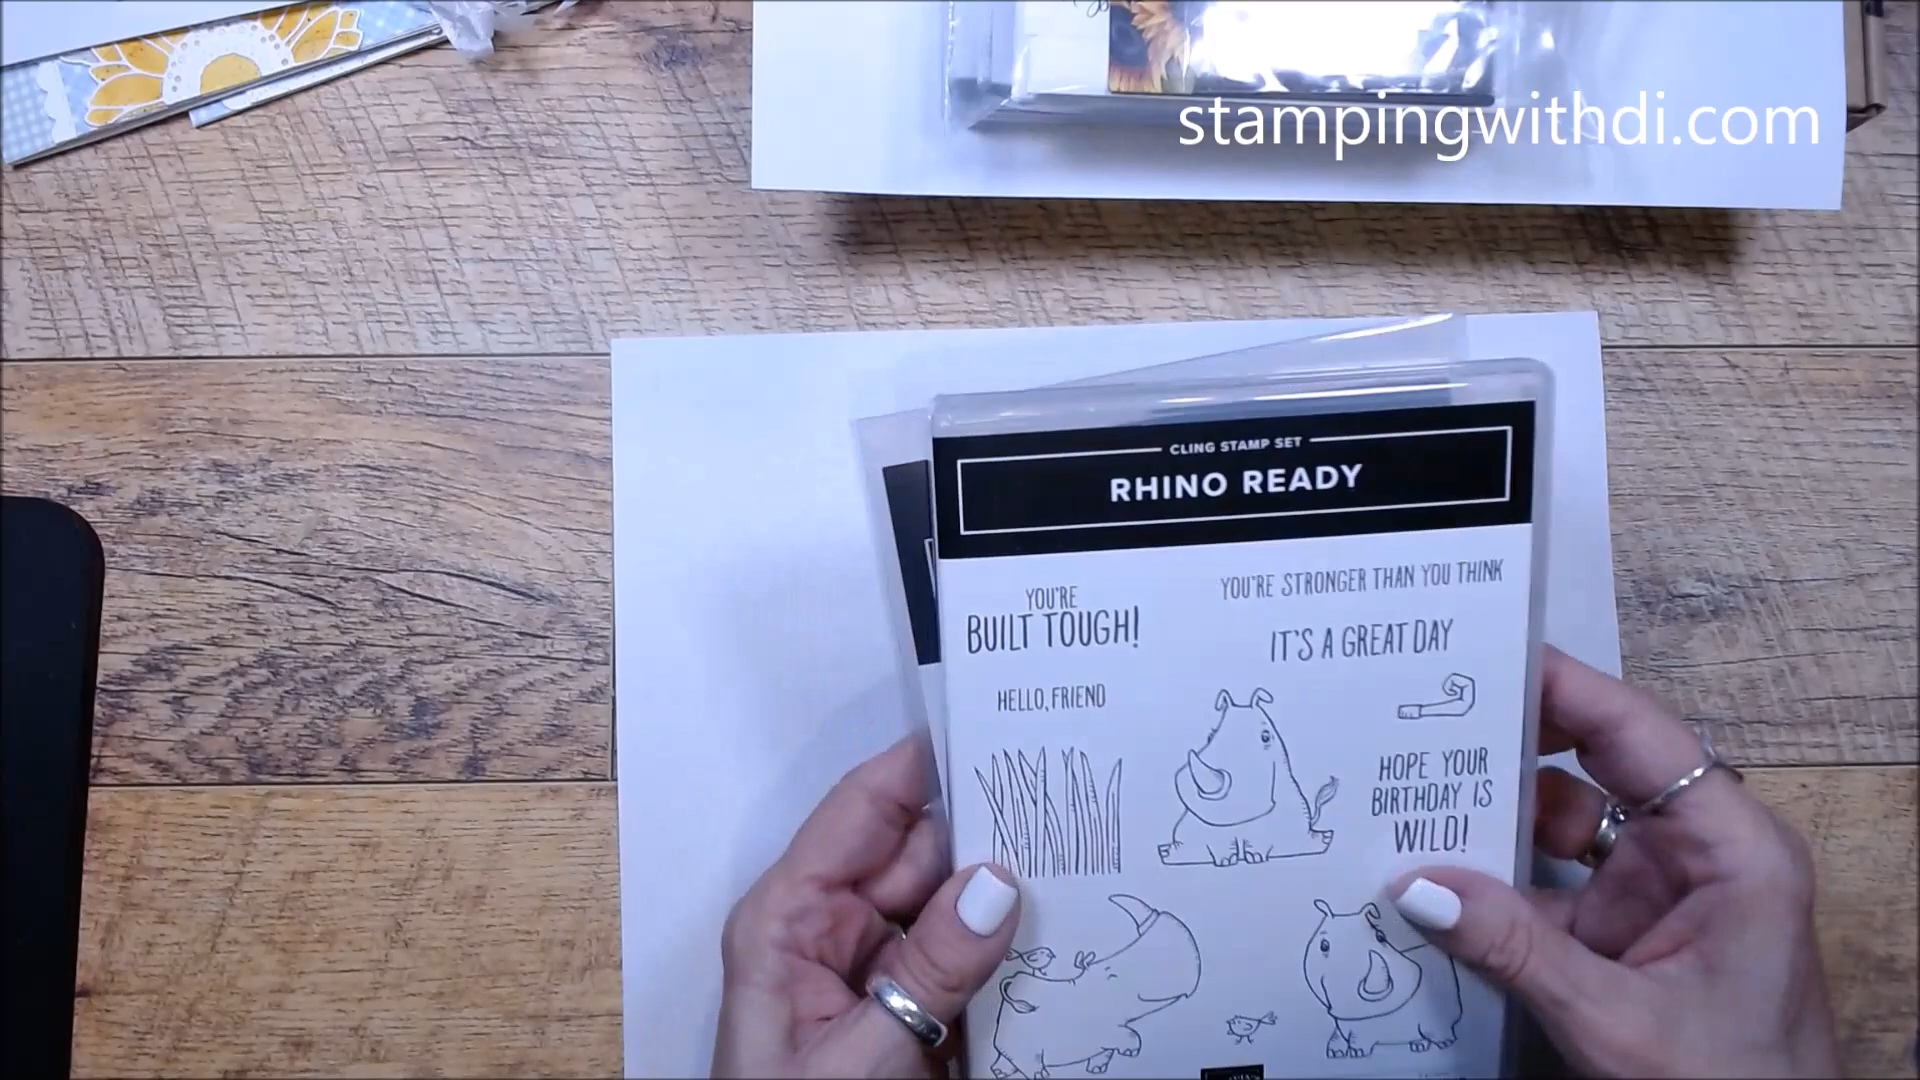 stampingwithdi.com
CLING STAMP SET
RHINO READY
YOU'RE
BUILT TOUGH!
YOU'RE STRONGER THAN YOU THINK
IT'S A GREAT DAY
HELLO, FRIEND
HOPE YOUR
BIRTHDAY IS
WILD!